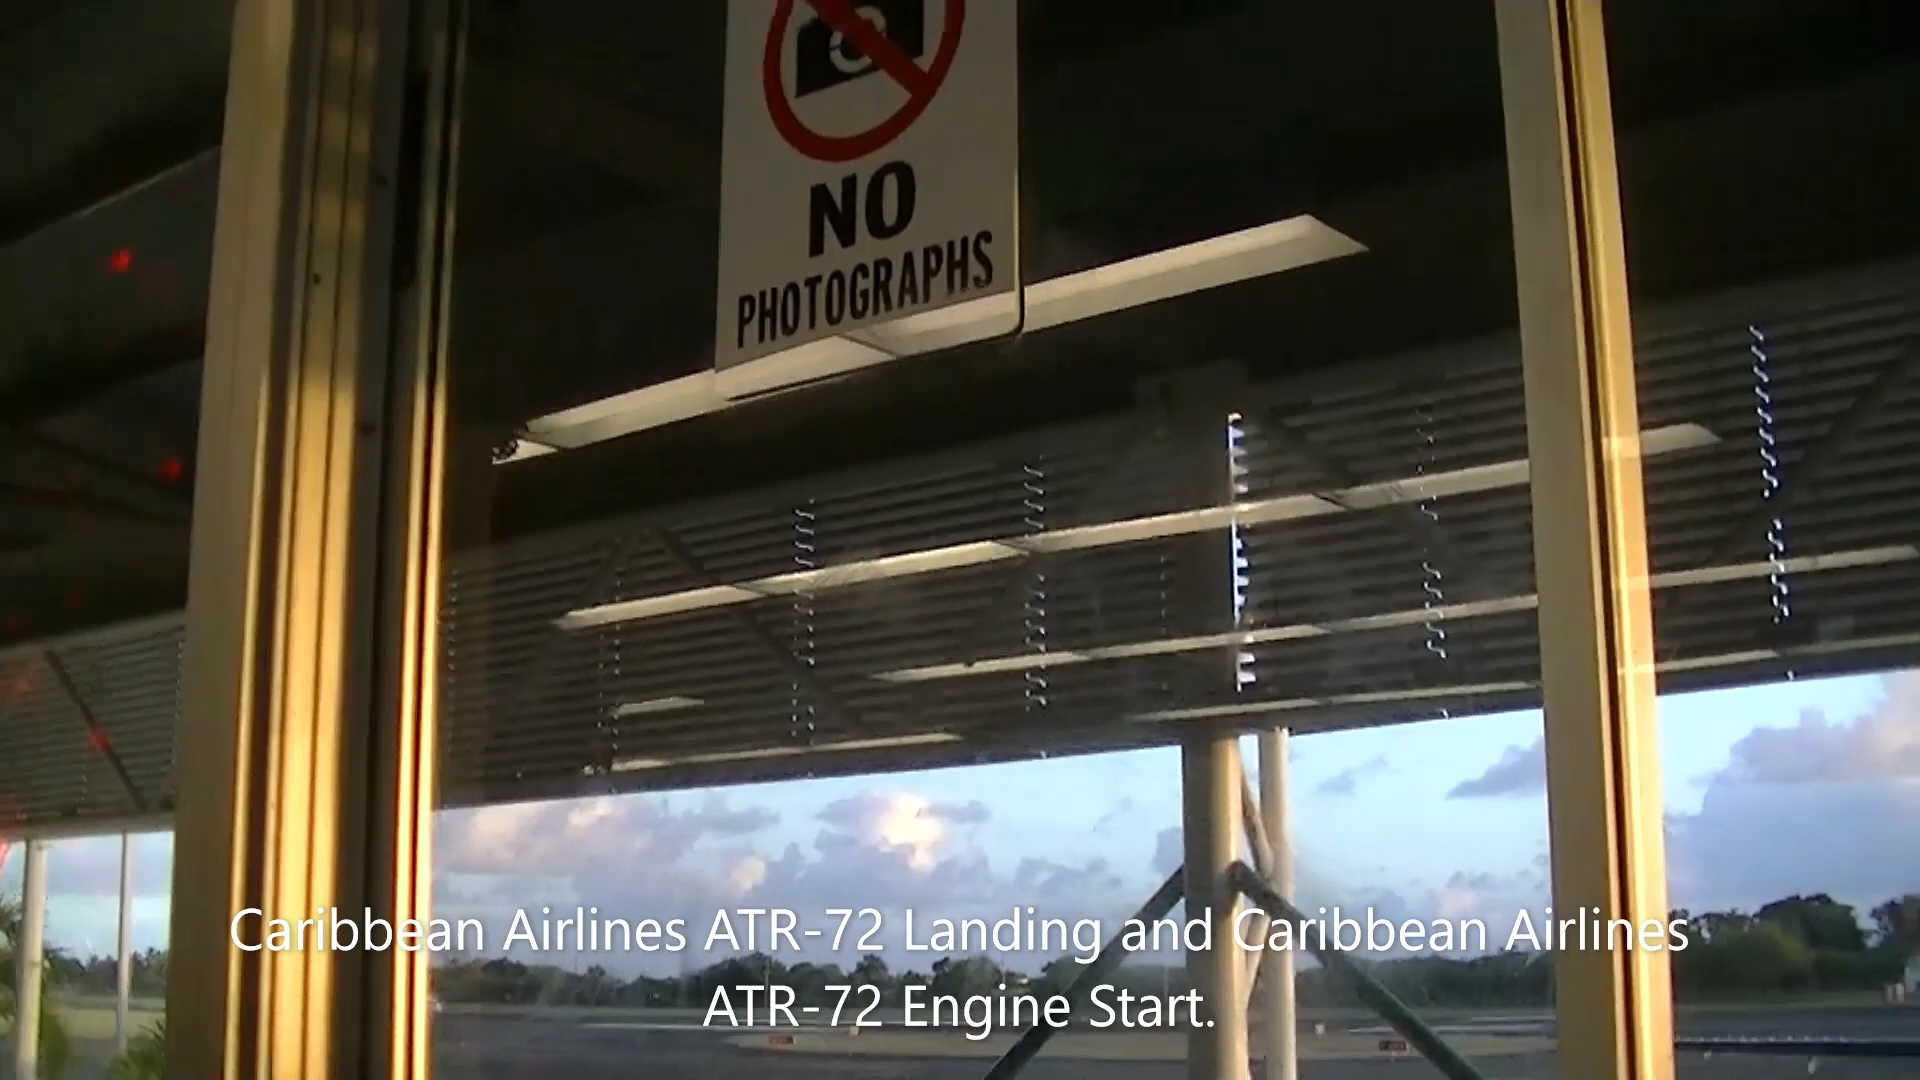 NO
PHOTOGRAPHS
Caribbean Airlines ATR-72 Landing and Caribbean Airlines
ATR-72 Engine Start.